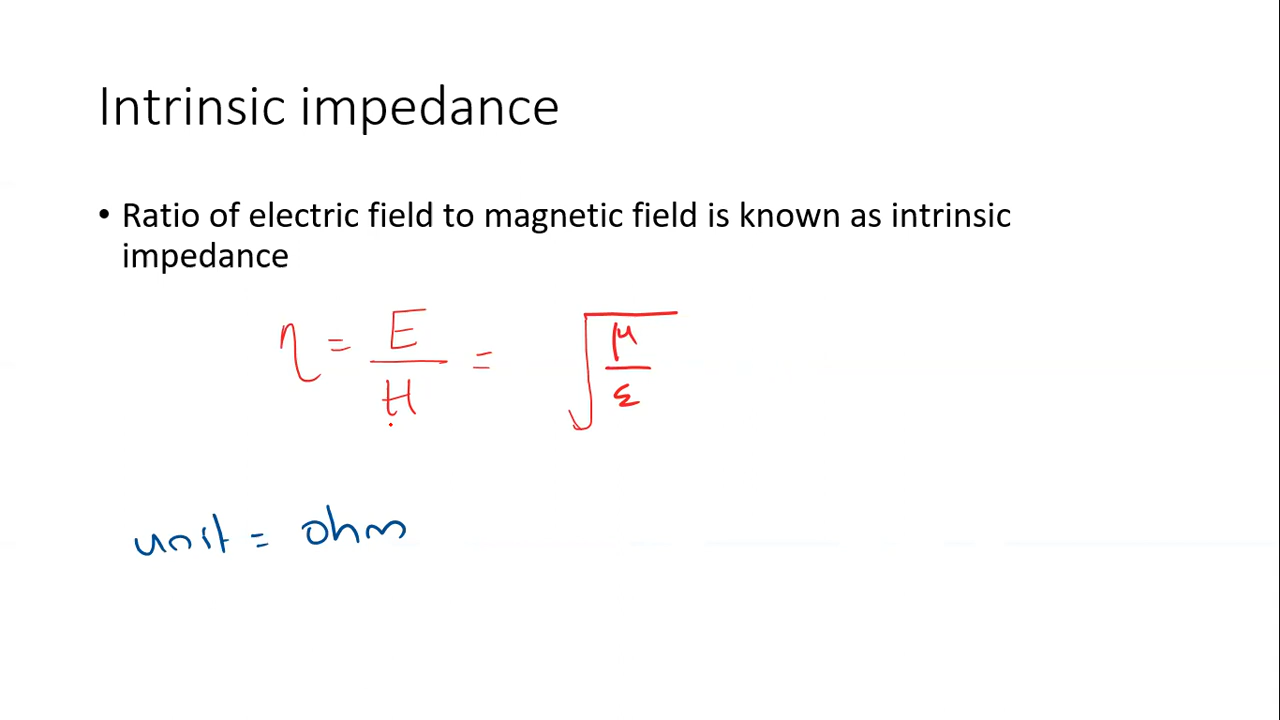 Intrinsic impedance
• Ratio of electric field to magnetic field is known as intrinsic
impedance
η = E/H = √(μ/ε)
unit = ohm